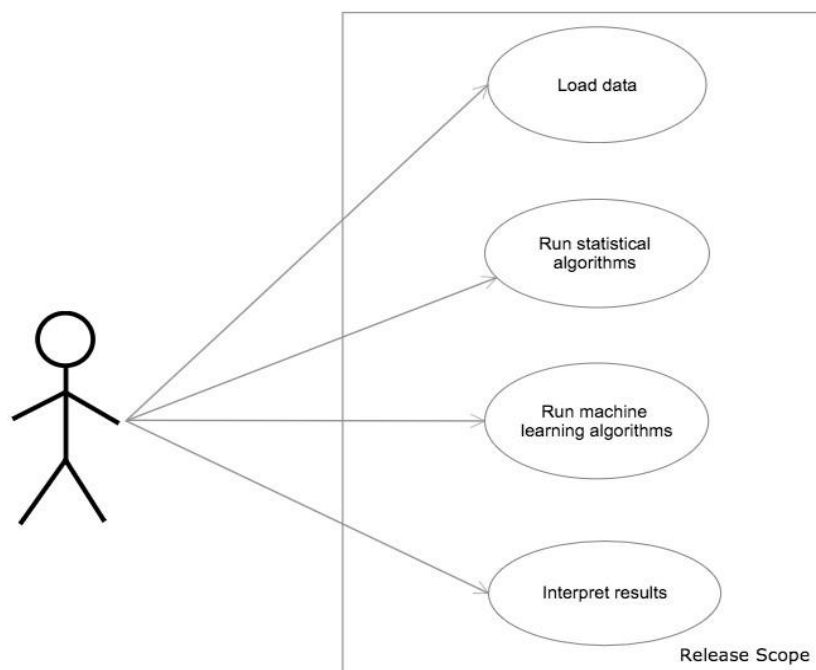 Load data
Run statistical
algorithms
Run machine
learning algorithms
Interpret results
Release Scope